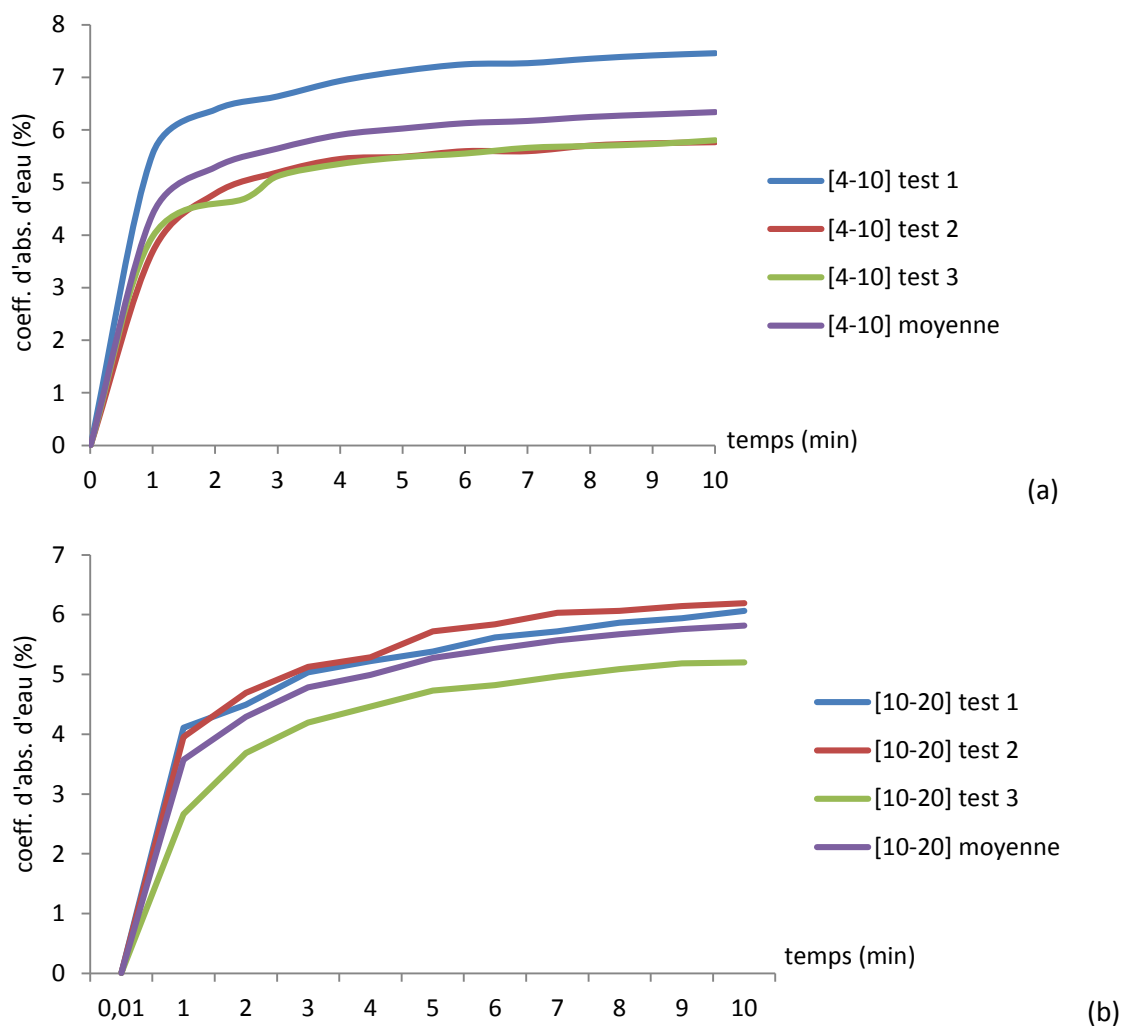 8
7
6
5
4
3
2
1
0
coeff. d'abs. d'eau (%)
0 1 2 3 4 5 6 7 8 9 10
temps (min)
[4-10] test 1
[4-10] test 2
[4-10] test 3
[4-10] moyenne
(a)
7
6
5
4
3
2
1
0
coeff. d'abs. d'eau (%)
0,01 1 2 3 4 5 6 7 8 9 10
temps (min)
[10-20] test 1
[10-20] test 2
[10-20] test 3
[10-20] moyenne
(b)